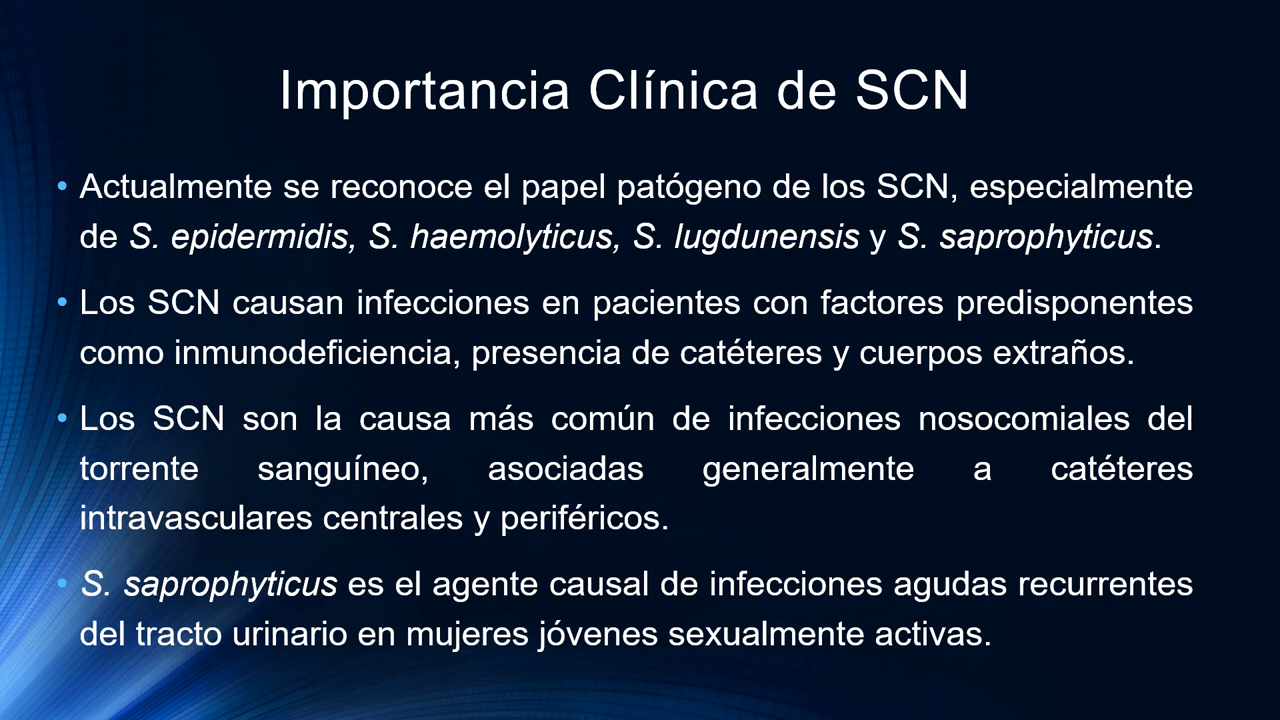 Importancia Clínica de SCN
• Actualmente se reconoce el papel patógeno de los SCN, especialmente
de S. epidermidis, S. haemolyticus, S. lugdunensis y S. saprophyticus.
• Los SCN causan infecciones en pacientes con factores predisponentes
como inmunodeficiencia, presencia de catéteres y cuerpos extraños.
• Los SCN son la causa más común de infecciones nosocomiales del
torrente sanguíneo, asociadas generalmente a catéteres
intravasculares centrales y periféricos.
• S. saprophyticus es el agente causal de infecciones agudas recurrentes
del tracto urinario en mujeres jóvenes sexualmente activas.